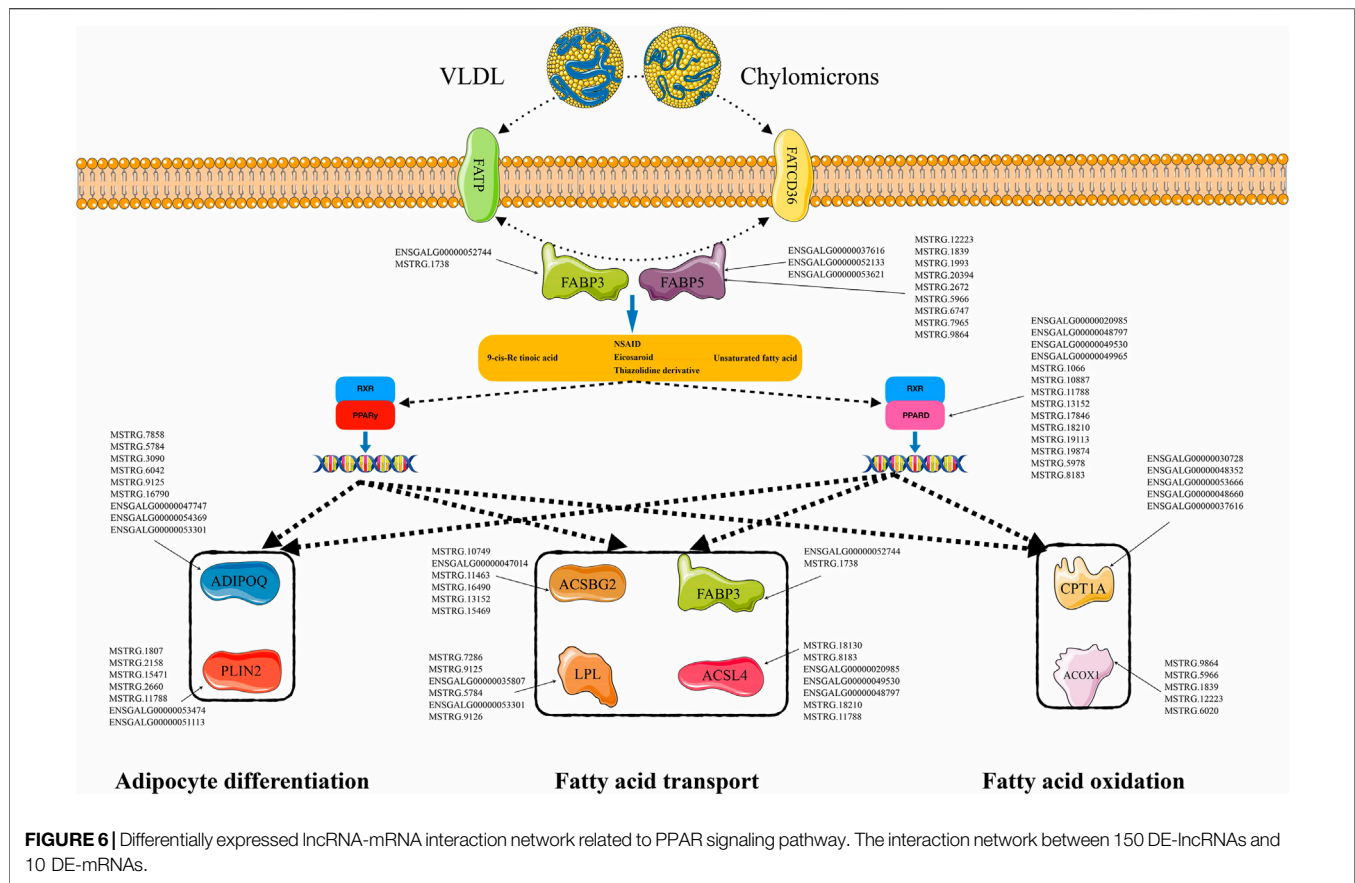 VLDL
Chylomicrons
FATP
FATCD36
ENSGALG00000052744
MSTRG.1738
FABP3
FABP5
ENSGALG00000037616
ENSGALG00000052133
ENSGALG00000053621
MSTRG.12223
MSTRG.1839
MSTRG.1993
MSTRG.20394
MSTRG.2672
MSTRG.5966
MSTRG.6747
MSTRG.7965
MSTRG.9864
9-cis-Re tinoic acid
NSAID
Eicosaroid
Thiazolidine derivative
Unsaturated fatty acid
RXR
PPARγ
RXR
PPARD
ENSGALG00000020985
ENSGALG00000048797
ENSGALG00000049530
ENSGALG00000049965
MSTRG.1066
MSTRG.10887
MSTRG.11788
MSTRG.13152
MSTRG.17846
MSTRG.18210
MSTRG.19113
MSTRG.19874
MSTRG.5978
MSTRG.8183
MSTRG.7858
MSTRG.5784
MSTRG.3090
MSTRG.6042
MSTRG.9125
MSTRG.16790
ENSGALG00000047747
ENSGALG00000054369
ENSGALG00000053301
ADIPOQ
MSTRG.1807
MSTRG.2158
MSTRG.15471
MSTRG.2660
MSTRG.11788
ENSGALG00000053474
ENSGALG00000051113
PLIN2
MSTRG.10749
ENSGALG00000047014
MSTRG.11463
MSTRG.16490
MSTRG.13152
MSTRG.15469
ACSBG2
FABP3
ENSGALG00000052744
MSTRG.1738
MSTRG.7286
MSTRG.9125
ENSGALG00000035807
MSTRG.5784
ENSGALG00000053301
MSTRG.9126
LPL
ACSL4
MSTRG.18130
MSTRG.8183
ENSGALG00000020985
ENSGALG00000049530
ENSGALG00000048797
MSTRG.18210
MSTRG.11788
ENSGALG00000030728
ENSGALG00000048352
ENSGALG00000053666
ENSGALG00000048660
ENSGALG00000037616
CPT1A
ACOX1
MSTRG.9864
MSTRG.5966
MSTRG.1839
MSTRG.12223
MSTRG.6020
Adipocyte differentiation
Fatty acid transport
Fatty acid oxidation
FIGURE 6 | Differentially expressed lncRNA-mRNA interaction network related to PPAR signaling pathway. The interaction network between 150 DE-lncRNAs and
10 DE-mRNAs.